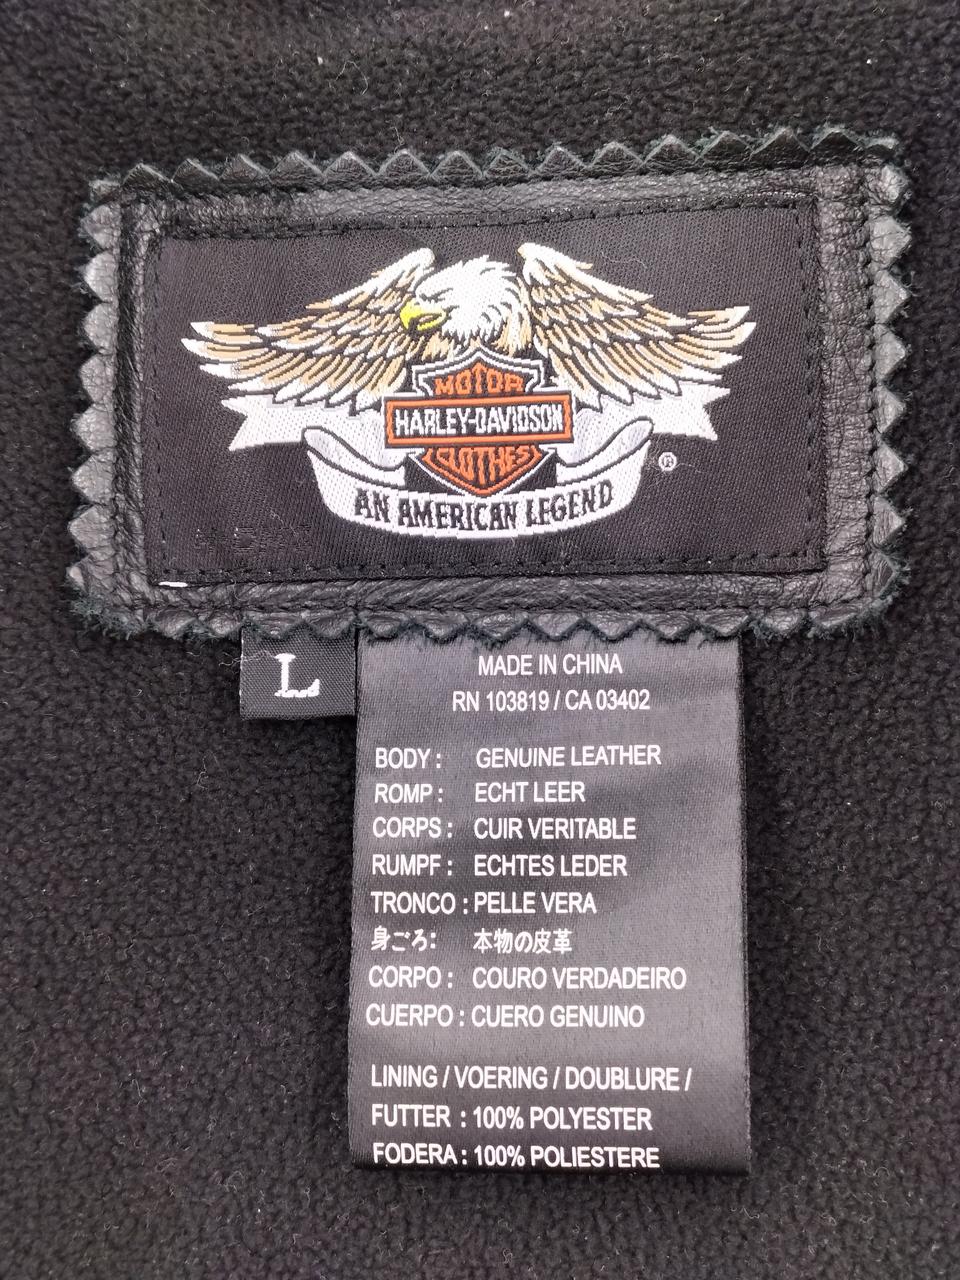 MOTOR
HARLEY-DAVIDSON
CLOTHES
®
AN AMERICAN LEGEND
L
MADE IN CHINA
RN 103819 / CA 03402
BODY : GENUINE LEATHER
ROMP : ECHT LEER
CORPS : CUIR VERITABLE
RUMPF : ECHTES LEDER
TRONCO : PELLE VERA
身ごろ: 本物の皮革
CORPO : COURO VERDADEIRO
CUERPO : CUERO GENUINO
LINING / VOERING / DOUBLURE /
FUTTER : 100% POLYESTER
FODERA : 100% POLIESTERE